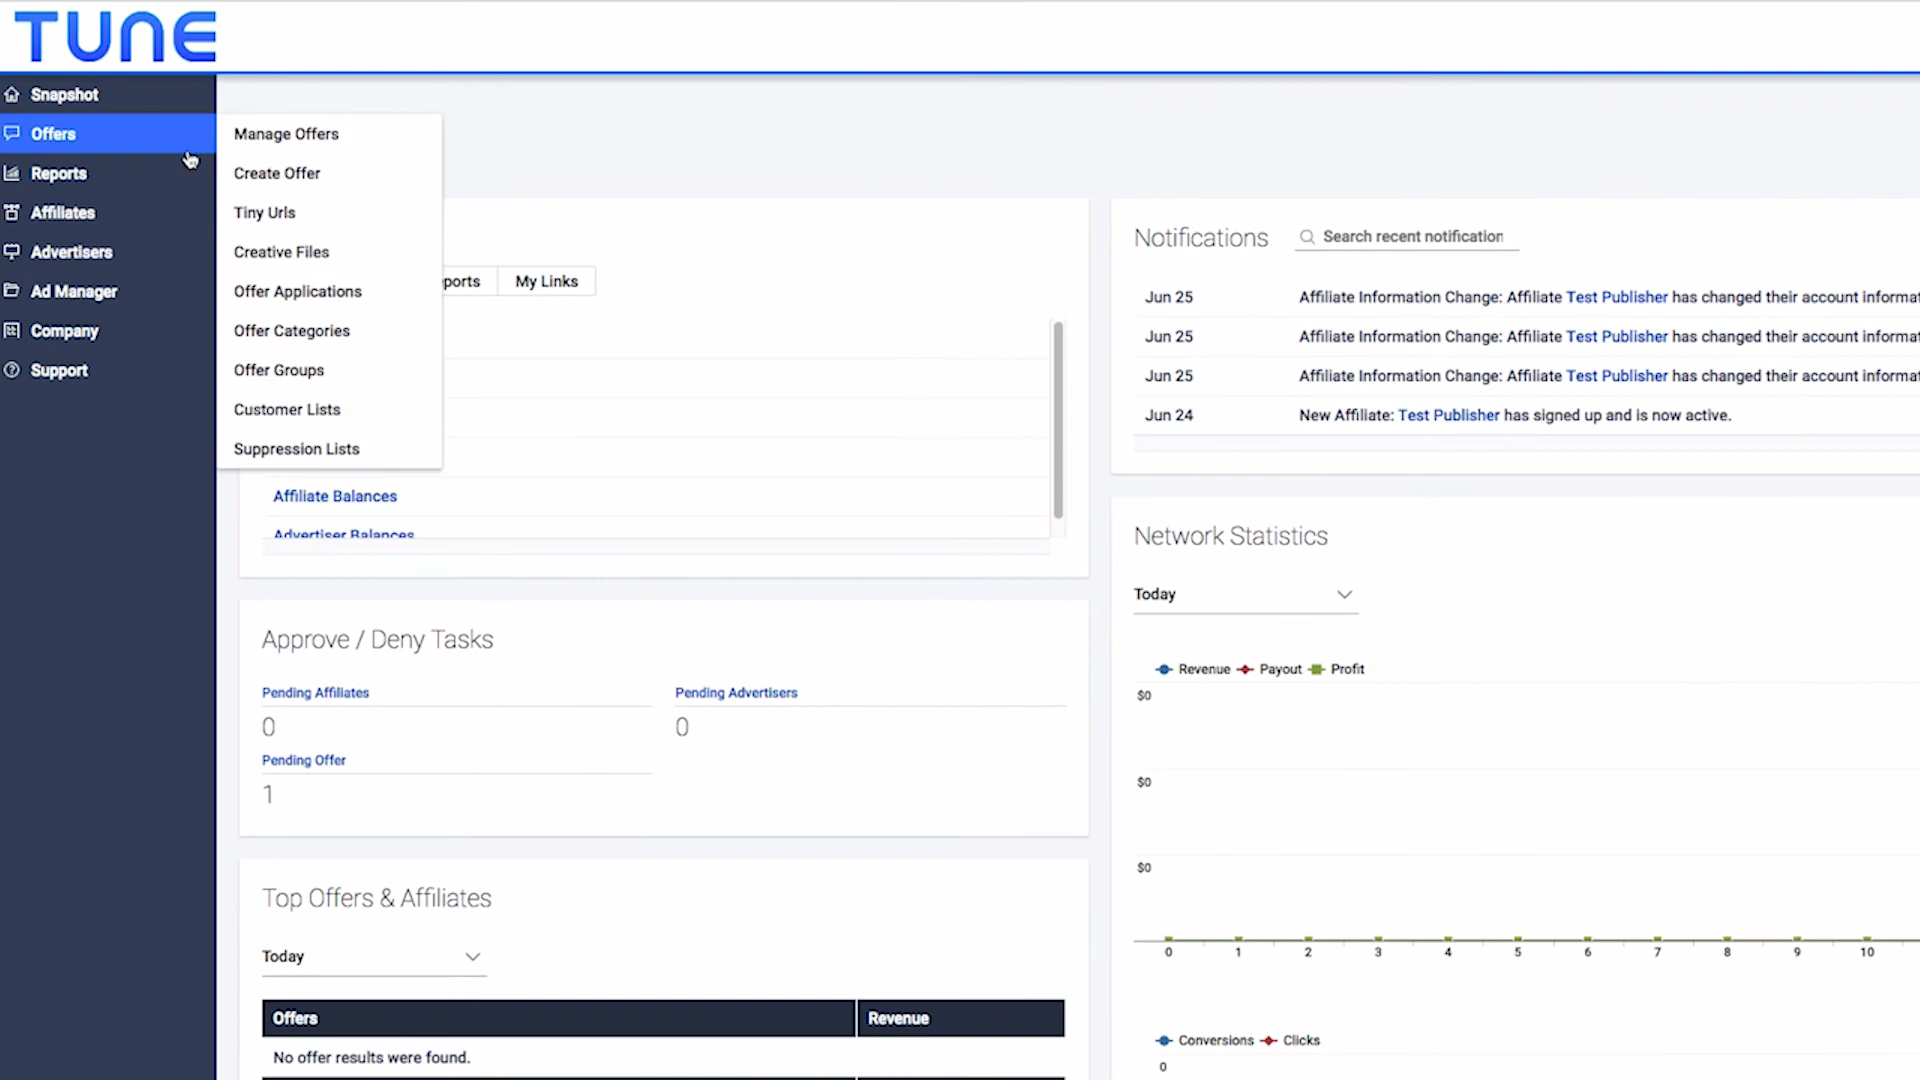 TUNE
Snapshot
Offers
Reports
Affiliates
Advertisers
Ad Manager
Company
Support
Manage Offers
Create Offer
Tiny Urls
Creative Files
Offer Applications
Offer Categories
Offer Groups
Customer Lists
Suppression Lists
ports My Links
Affiliate Balances
Advertiser Balances
Approve / Deny Tasks
Pending Affiliates Pending Advertisers
0 0
Pending Offer
1
Top Offers & Affiliates
Today
Offers Revenue
No offer results were found.
Notifications Search recent notification
Jun 25 Affiliate Information Change: Affiliate Test Publisher has changed their account informat
Jun 25 Affiliate Information Change: Affiliate Test Publisher has changed their account informat
Jun 25 Affiliate Information Change: Affiliate Test Publisher has changed their account informat
Jun 24 New Affiliate: Test Publisher has signed up and is now active.
Network Statistics
Today
Revenue Payout Profit
$0
$0
$0
0 1 2 3 4 5 6 7 8 9 10
Conversions Clicks
0